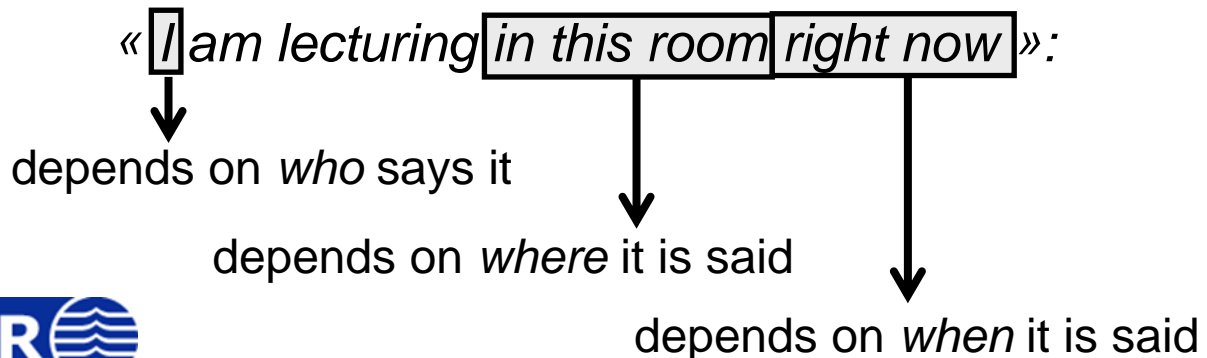 « I am lecturing in this room right now »:
depends on who says it
depends on where it is said
R
depends on when it is said